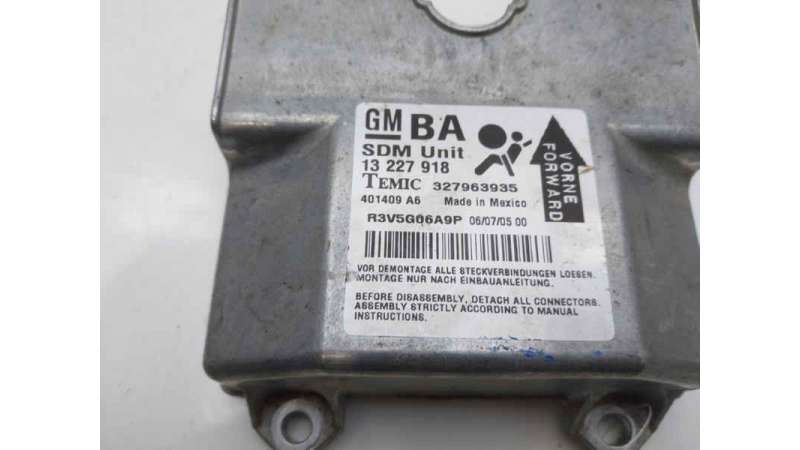 GM BA
SDM Unit
13 227 918
TEMIC 327963935
401409 A6 Made in Mexico
R3V5G06A9P 06/07/05 00
VORNE
FORWARD
VOR DEMONTAGE ALLE STECKVERBINDUNGEN LOESEN.
MONTAGE NUR NACH EINBAUANLEITUNG.
BEFORE DISASSEMBLY, DETACH ALL CONNECTORS.
ASSEMBLY STRICTLY ACCORDING TO MANUAL
INSTRUCTIONS.